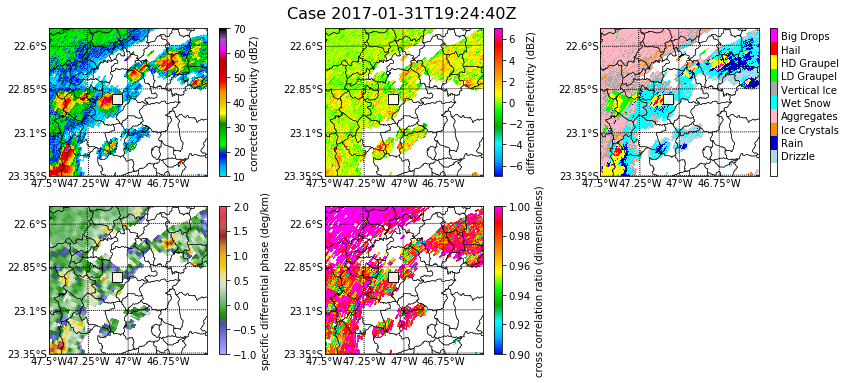 Case 2017-01-31T19:24:40Z
22.6°S
22.85°S
23.1°S
23.35°S
47.5°W 47.25°W 47°W 46.75°W
70
60
50
40
30
20
10
corrected reflectivity (dBZ)
22.6°S
22.85°S
23.1°S
23.35°S
47.5°W 47.25°W 47°W 46.75°W
6
4
2
0
−2
−4
−6
differential reflectivity (dBZ)
22.6°S
22.85°S
23.1°S
23.35°S
47.5°W 47.25°W 47°W 46.75°W
Big Drops
Hail
HD Graupel
LD Graupel
Vertical Ice
Wet Snow
Aggregates
Ice Crystals
Rain
Drizzle
22.6°S
22.85°S
23.1°S
23.35°S
47.5°W 47.25°W 47°W 46.75°W
2.0
1.5
1.0
0.5
0.0
−0.5
−1.0
specific differential phase (deg/km)
22.6°S
22.85°S
23.1°S
23.35°S
47.5°W 47.25°W 47°W 46.75°W
1.00
0.98
0.96
0.94
0.92
0.90
cross correlation ratio (dimensionless)